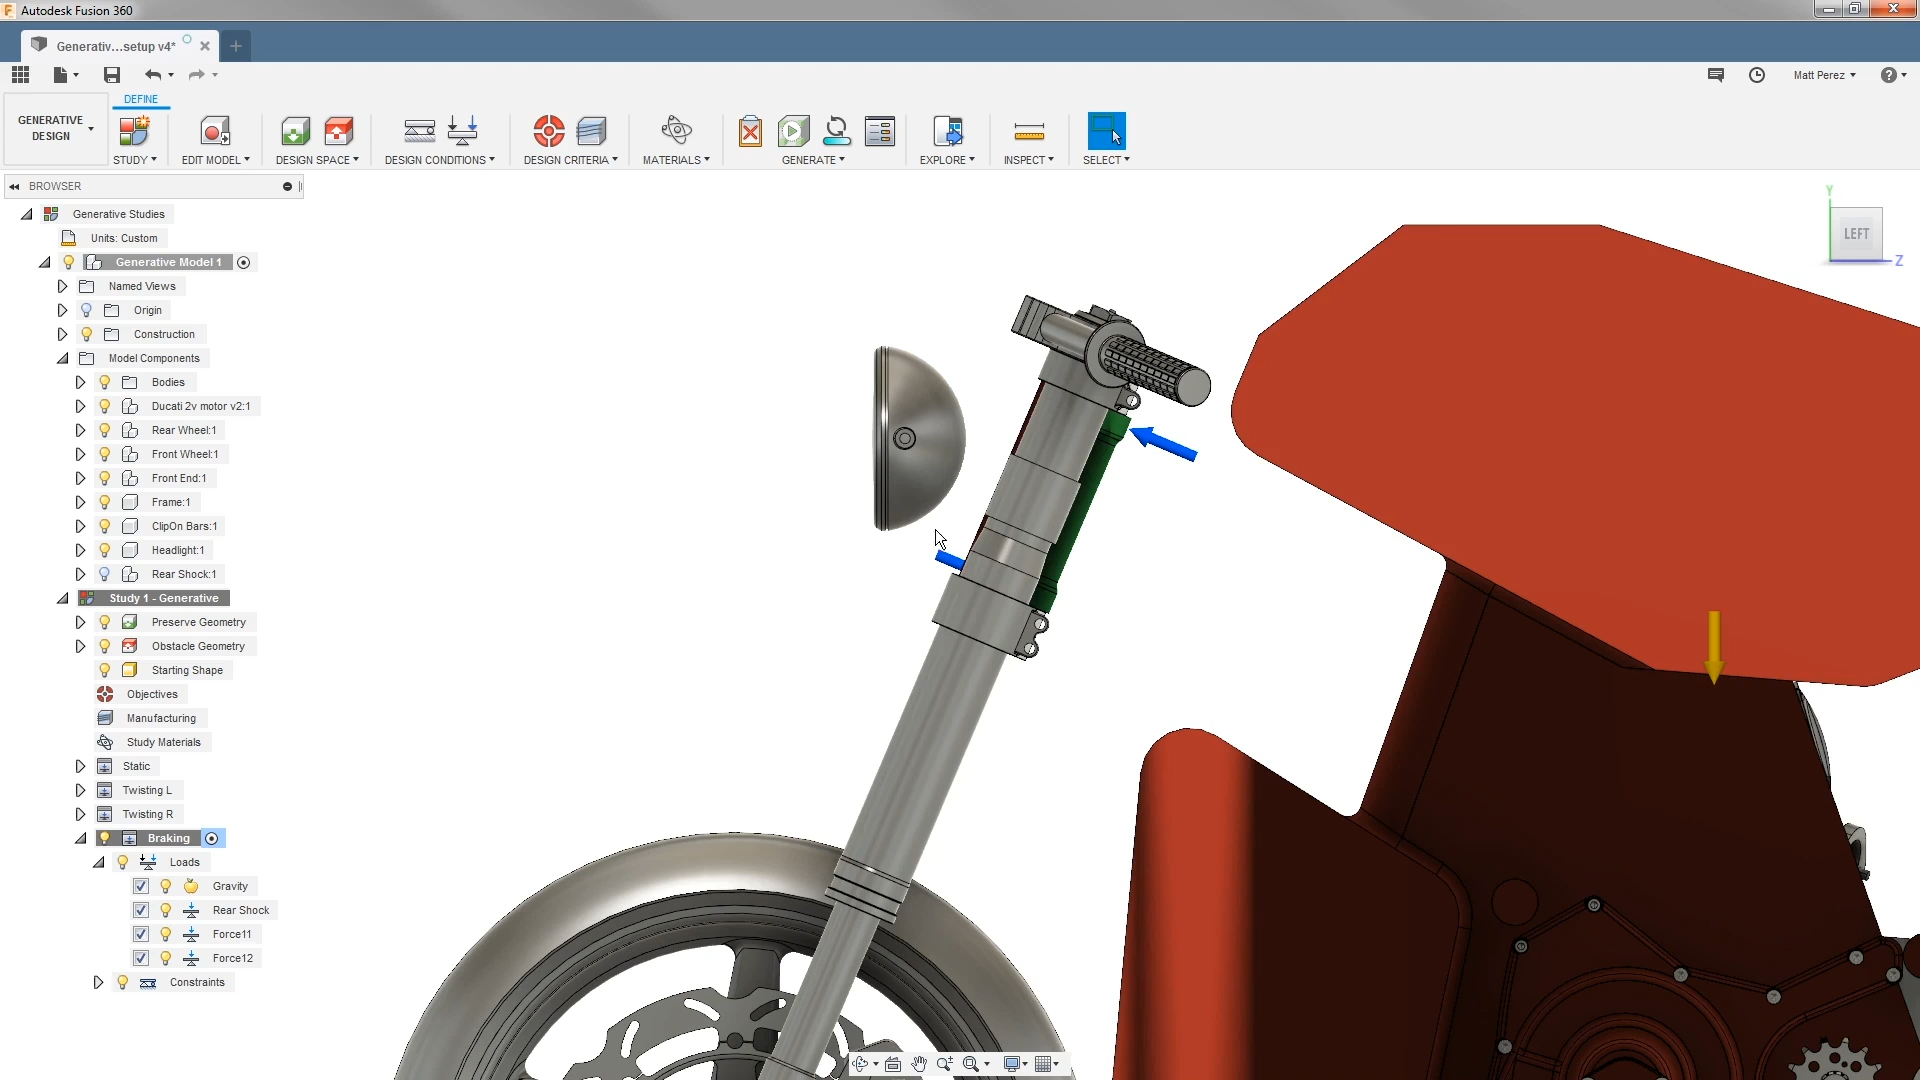 Autodesk Fusion 360
Generativ...setup v4*
Matt Perez
GENERATIVE
DESIGN
DEFINE
STUDY
EDIT MODEL
DESIGN SPACE
DESIGN CONDITIONS
DESIGN CRITERIA
MATERIALS
GENERATE
EXPLORE
INSPECT
SELECT
BROWSER
Generative Studies
Units: Custom
Generative Model 1
Named Views
Origin
Construction
Model Components
Bodies
Ducati 2v motor v2:1
Rear Wheel:1
Front Wheel:1
Front End:1
Frame:1
ClipOn Bars:1
Headlight:1
Rear Shock:1
Study 1 - Generative
Preserve Geometry
Obstacle Geometry
Starting Shape
Objectives
Manufacturing
Study Materials
Static
Twisting L
Twisting R
Braking
Loads
Gravity
Rear Shock
Force11
Force12
Constraints
Y
LEFT
Z